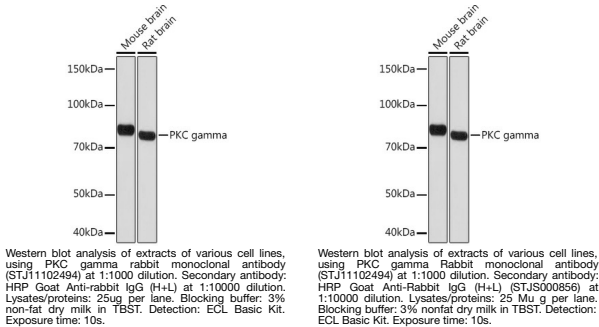 Mouse brain
Rat brain
150kDa
100kDa
70kDa
50kDa
40kDa
PKC gamma
Western blot analysis of extracts of various cell lines,
using PKC gamma rabbit monoclonal antibody
(STJ11102494) at 1:1000 dilution. Secondary antibody:
HRP Goat Anti-rabbit IgG (H+L) at 1:10000 dilution.
Lysates/proteins: 25ug per lane. Blocking buffer: 3%
non-fat dry milk in TBST. Detection: ECL Basic Kit.
Exposure time: 10s.
Mouse brain
Rat brain
150kDa
100kDa
70kDa
50kDa
40kDa
PKC gamma
Western blot analysis of extracts of various cell lines,
using PKC gamma Rabbit monoclonal antibody
(STJ11102494) at 1:1000 dilution. Secondary antibody:
HRP Goat Anti-Rabbit IgG (H+L) (STJS000856) at
1:10000 dilution. Lysates/proteins: 25 Mu g per lane.
Blocking buffer: 3% nonfat dry milk in TBST. Detection:
ECL Basic Kit. Exposure time: 10s.